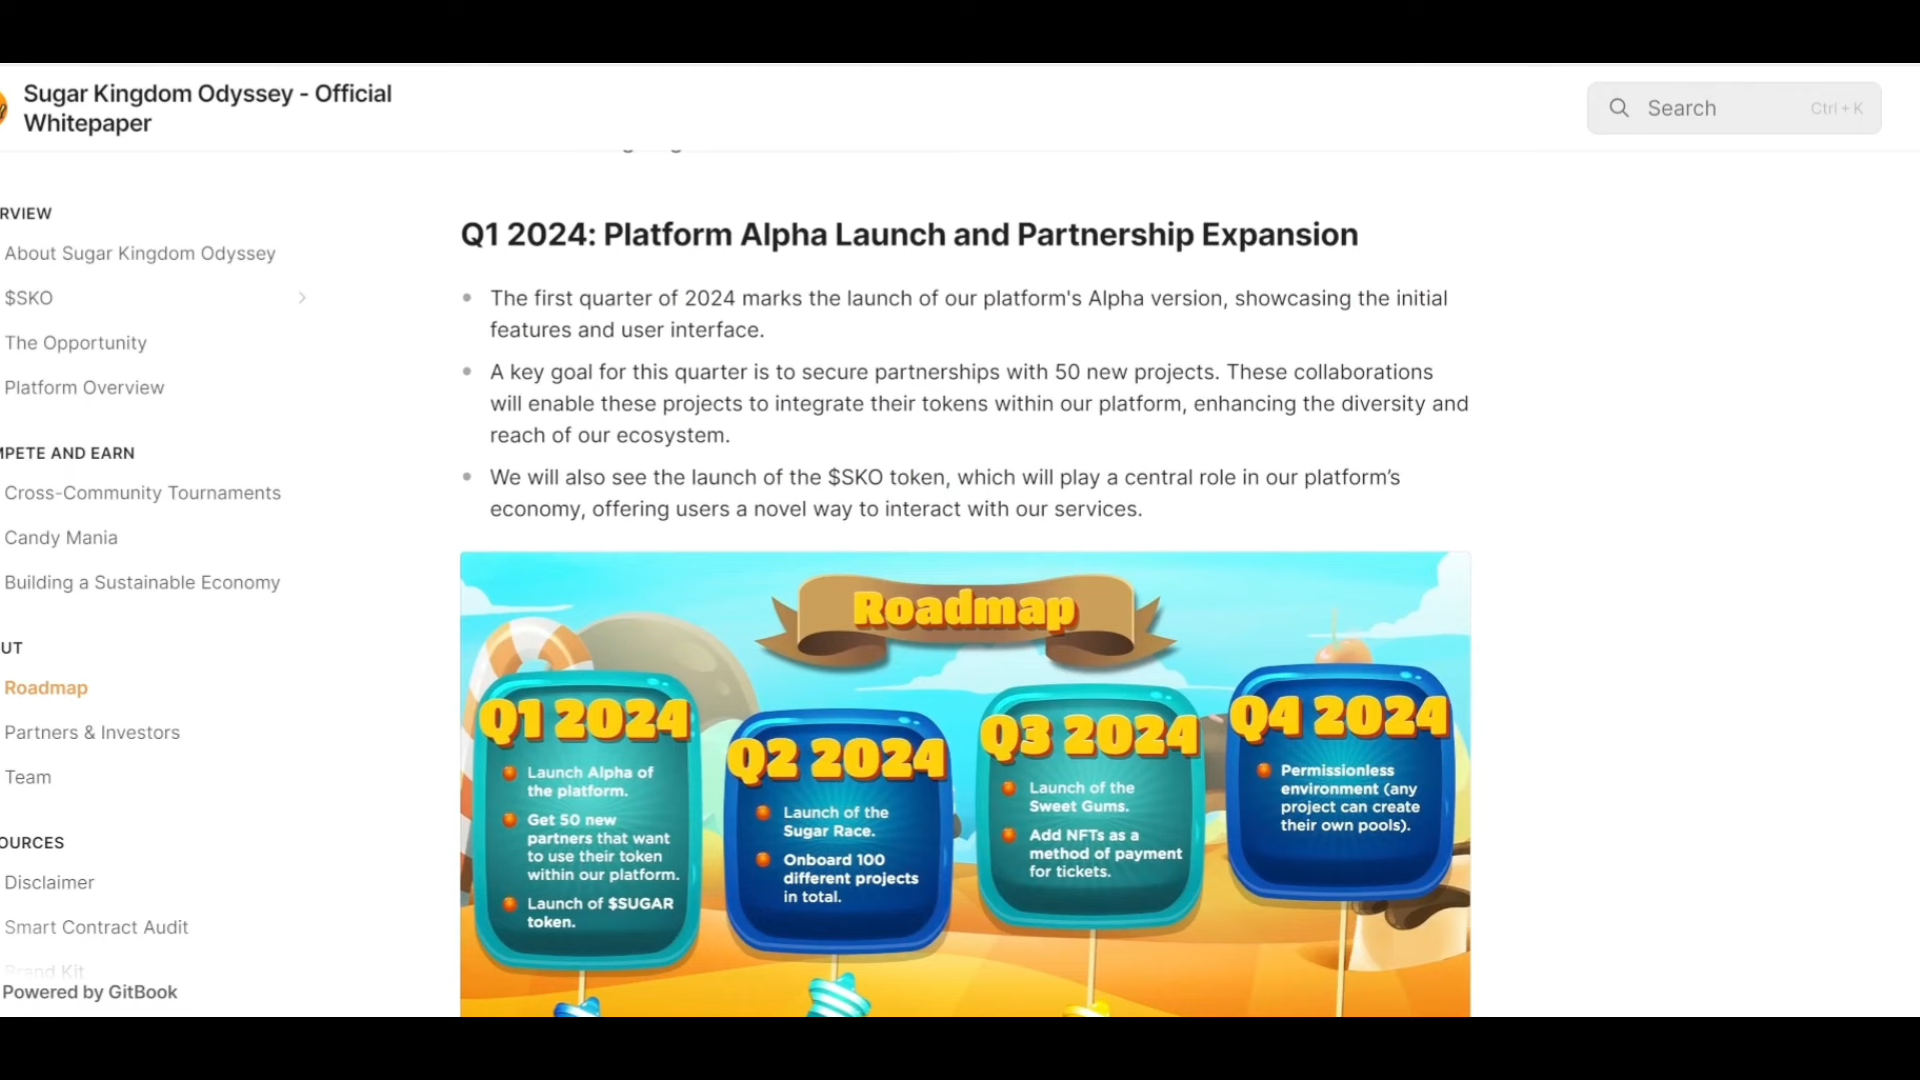 Sugar Kingdom Odyssey - Official
Whitepaper
Search
Ctrl + K
RVIEW
About Sugar Kingdom Odyssey
$SKO
The Opportunity
Platform Overview
MPETE AND EARN
Cross-Community Tournaments
Candy Mania
Building a Sustainable Economy
UT
Roadmap
Partners & Investors
Team
OURCES
Disclaimer
Smart Contract Audit
Brand Kit
Powered by GitBook
Q1 2024: Platform Alpha Launch and Partnership Expansion
The first quarter of 2024 marks the launch of our platform's Alpha version, showcasing the initial
features and user interface.
A key goal for this quarter is to secure partnerships with 50 new projects. These collaborations
will enable these projects to integrate their tokens within our platform, enhancing the diversity and
reach of our ecosystem.
We will also see the launch of the $SKO token, which will play a central role in our platform’s
economy, offering users a novel way to interact with our services.
Roadmap
Q1 2024
Launch Alpha of
the platform.
Get 50 new
partners that want
to use their token
within our platform.
Launch of $SUGAR
token.
Q2 2024
Launch of the
Sugar Race.
Onboard 100
different projects
in total.
Q3 2024
Launch of the
Sweet Gums.
Add NFTs as a
method of payment
for tickets.
Q4 2024
Permissionless
environment (any
project can create
their own pools).